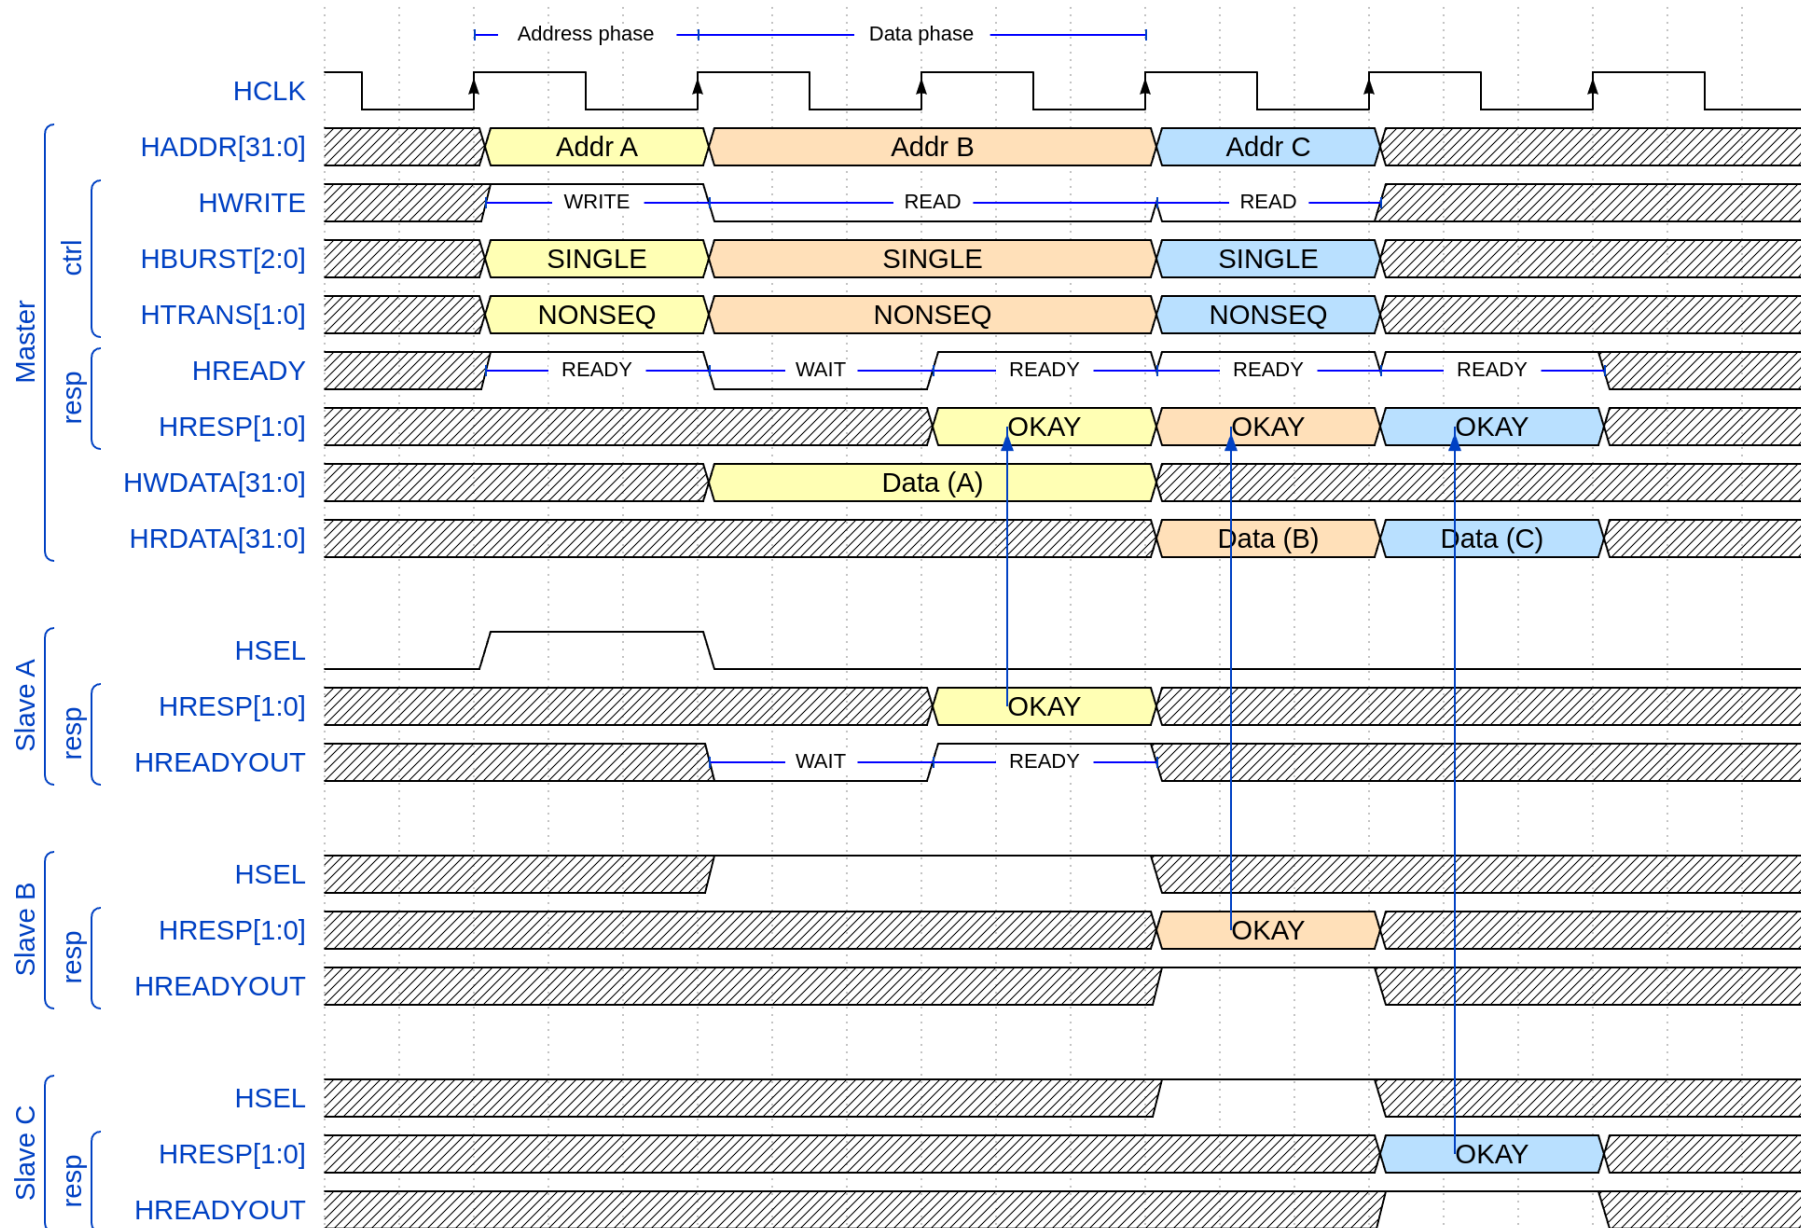 Address phase Data phase
HCLK
Master
HADDR[31:0] Addr A Addr B Addr C
ctrl
HWRITE WRITE READ READ
HBURST[2:0] SINGLE SINGLE SINGLE
HTRANS[1:0] NONSEQ NONSEQ NONSEQ
resp
HREADY READY WAIT READY READY READY
HRESP[1:0] OKAY OKAY OKAY
HWDATA[31:0] Data (A)
HRDATA[31:0] Data (B) Data (C)
Slave A
HSEL
resp
HRESP[1:0] OKAY
HREADYOUT WAIT READY
Slave B
HSEL
resp
HRESP[1:0] OKAY
HREADYOUT
Slave C
HSEL
resp
HRESP[1:0] OKAY
HREADYOUT